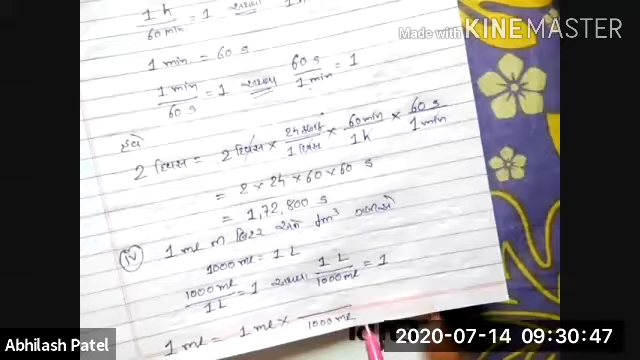 Made with KINEMASTER
1 h / 60 min = 1 અથવા
1 min = 60 s
1 min / 60 s = 1 અથવા 60 s / 1 min = 1
હવે
2 દિવસ = 2 દિવસ × 24 કલાક / 1 દિવસ × 60 min / 1 h × 60 s / 1 min
= 2 × 24 × 60 × 60 s
= 1,72,800 s
(iv) 1 ml ને લિટર અને dm³
1000 ml = 1 L
1000 ml / 1 L = 1 અથવા 1 L / 1000 ml = 1
1 ml = 1 ml × / 1000 ml
Abhilash Patel
2020-07-14 09:30:47